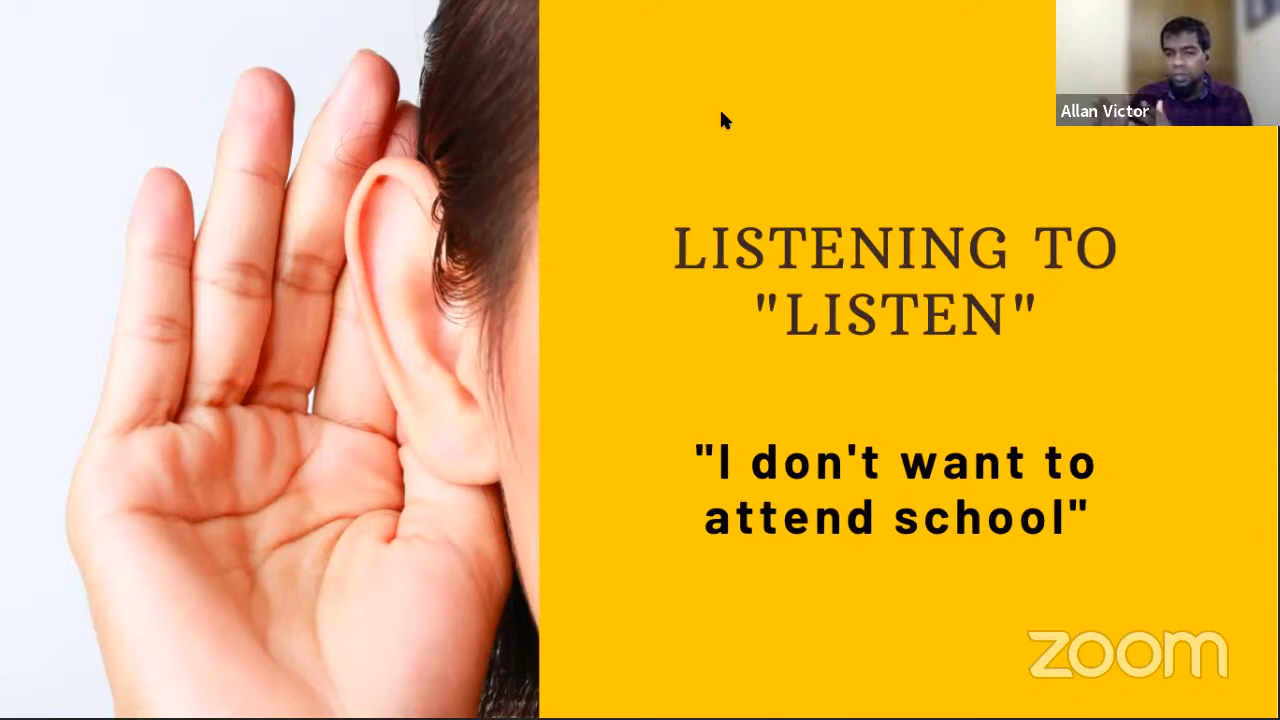 Allan Victor
LISTENING TO
"LISTEN"
"I don't want to
attend school"
zoom